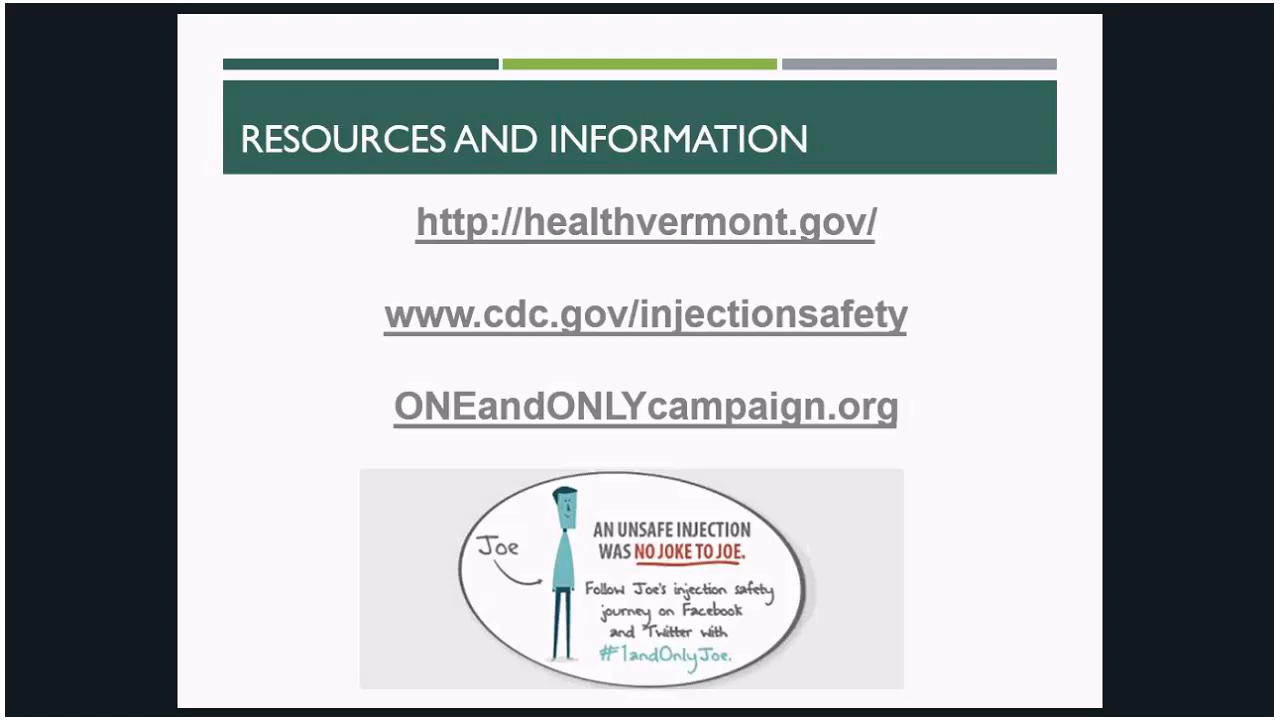 RESOURCES AND INFORMATION
http://healthvermont.gov/
www.cdc.gov/injectionsafety
ONEandONLYcampaign.org
Joe
AN UNSAFE INJECTION
WAS NO JOKE TO JOE.
Follow Joe's injection safety
journey on Facebook
and Twitter with
#1andOnlyJoe.